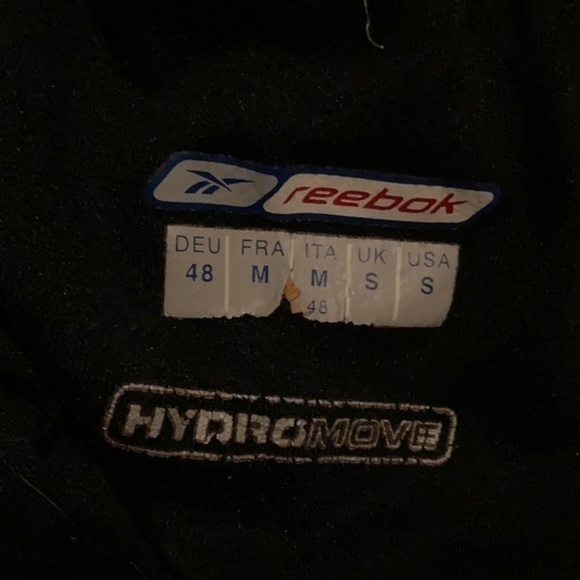 reebok
DEU FRA ITA UK USA
48 M M S S
48
HYDROMOVE